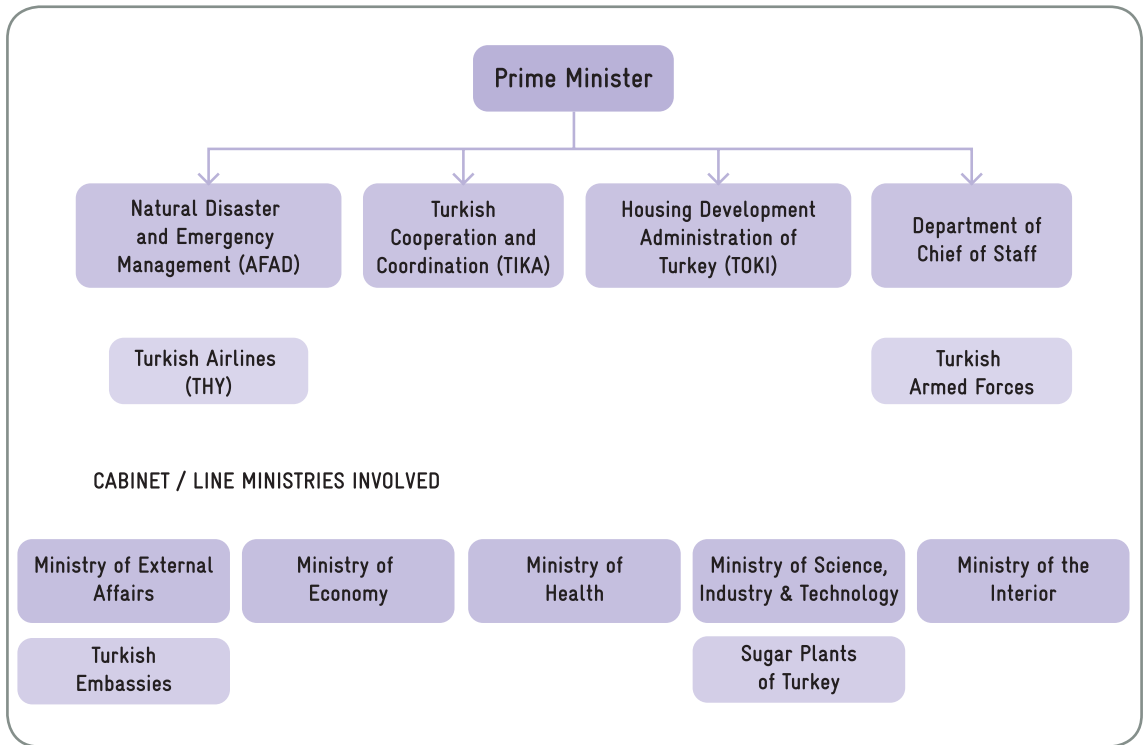 Prime Minister
Natural Disaster
and Emergency
Management (AFAD)
Turkish
Cooperation and
Coordination (TIKA)
Housing Development
Administration of
Turkey (TOKI)
Department of
Chief of Staff
Turkish Airlines
(THY)
Turkish
Armed Forces
CABINET / LINE MINISTRIES INVOLVED
Ministry of External
Affairs
Ministry of
Economy
Ministry of
Health
Ministry of Science,
Industry & Technology
Ministry of the
Interior
Turkish
Embassies
Sugar Plants
of Turkey